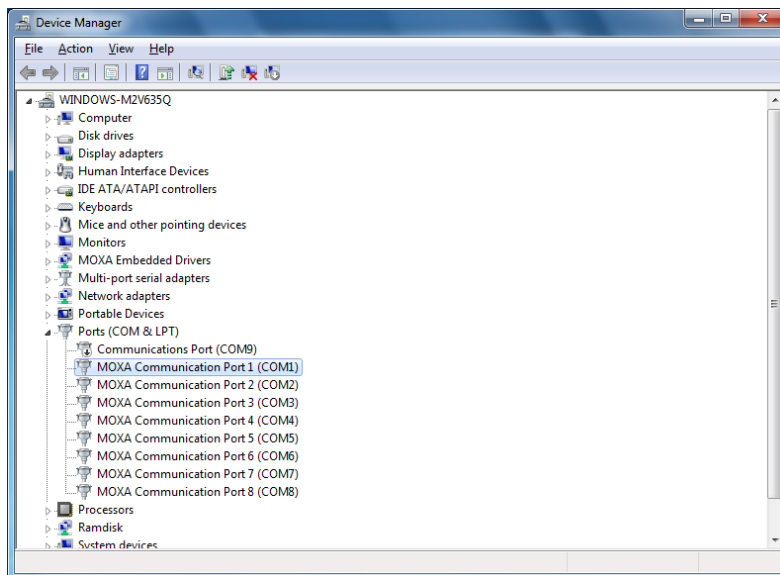 Device Manager
File Action View Help
WINDOWS-M2V635Q
Computer
Disk drives
Display adapters
Human Interface Devices
IDE ATA/ATAPI controllers
Keyboards
Mice and other pointing devices
Monitors
MOXA Embedded Drivers
Multi-port serial adapters
Network adapters
Portable Devices
Ports (COM & LPT)
Communications Port (COM9)
MOXA Communication Port 1 (COM1)
MOXA Communication Port 2 (COM2)
MOXA Communication Port 3 (COM3)
MOXA Communication Port 4 (COM4)
MOXA Communication Port 5 (COM5)
MOXA Communication Port 6 (COM6)
MOXA Communication Port 7 (COM7)
MOXA Communication Port 8 (COM8)
Processors
Ramdisk
System devices